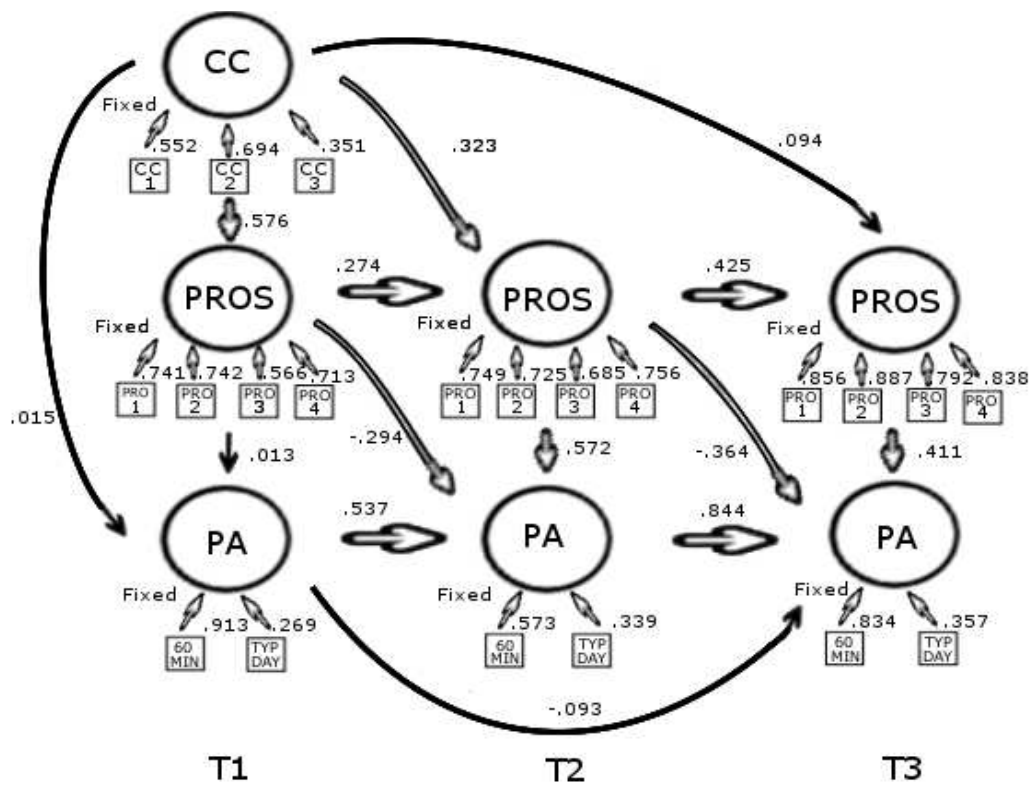 CC
Fixed
.552
.694
.351
CC
1
CC
2
CC
3
.323
.094
.576
PROS
.274
PROS
.425
PROS
Fixed
Fixed
Fixed
.741
.742
.566
.713
.749
.725
.685
.756
.856
.887
.792
.838
PRO
1
PRO
2
PRO
3
PRO
4
PRO
1
PRO
2
PRO
3
PRO
4
PRO
1
PRO
2
PRO
3
PRO
4
.015
.013
-.294
.572
-.364
.411
PA
.537
PA
.844
PA
Fixed
Fixed
Fixed
.913
.269
.573
.339
.834
.357
60
MIN
TYP
DAY
60
MIN
TYP
DAY
60
MIN
TYP
DAY
-.093
T1
T2
T3